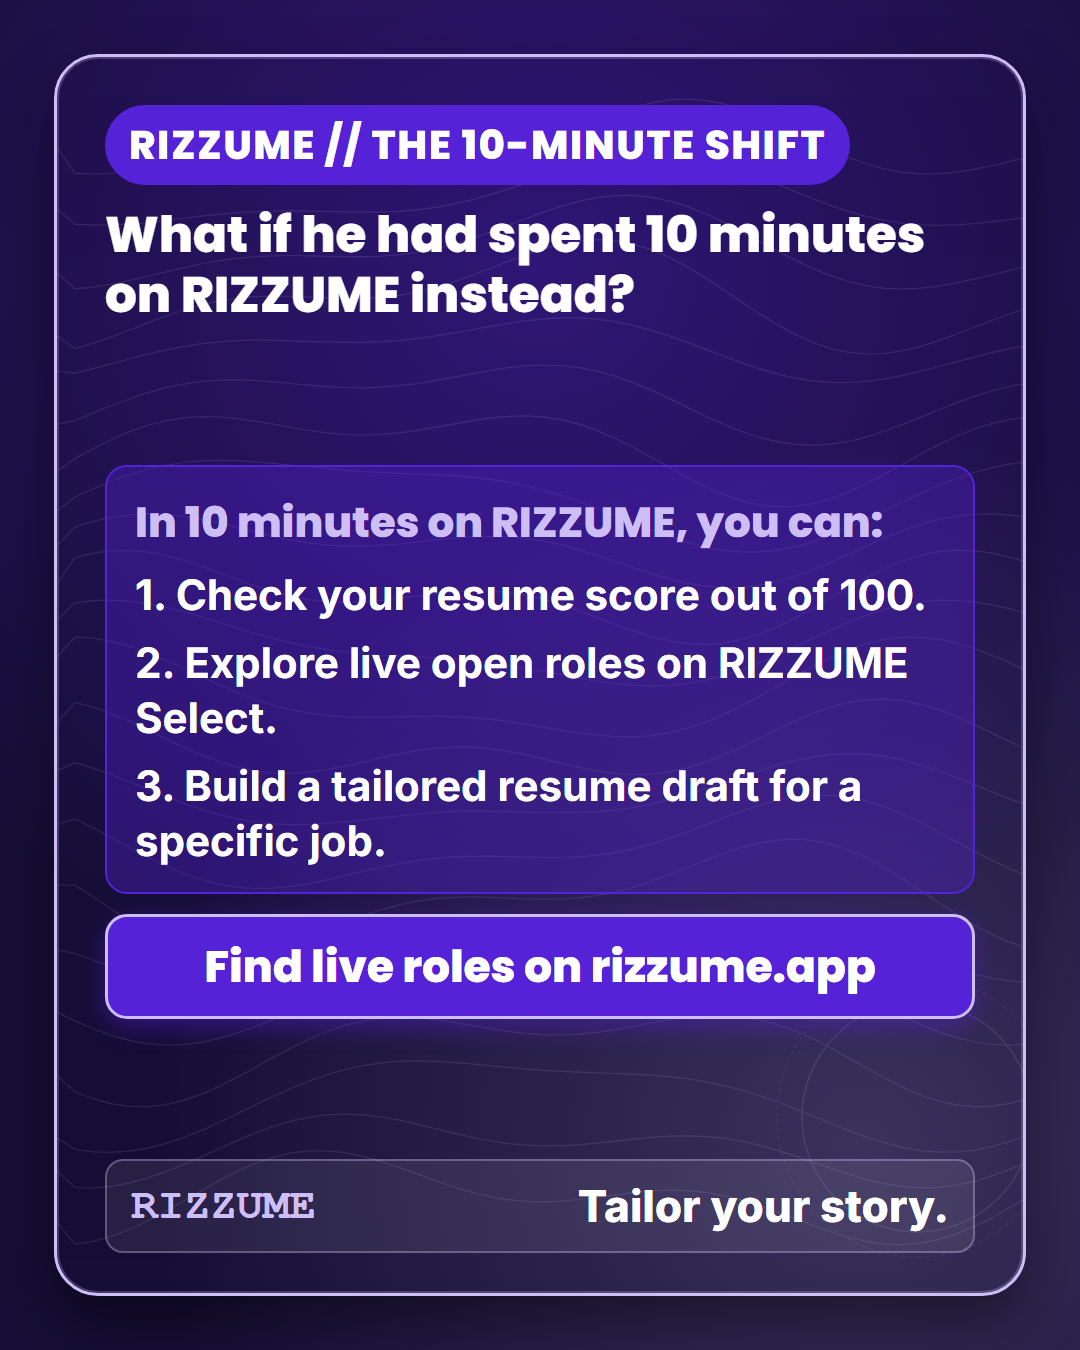 RIZZUME // THE 10-MINUTE SHIFT
What if he had spent 10 minutes
on RIZZUME instead?
In 10 minutes on RIZZUME, you can:
1. Check your resume score out of 100.
2. Explore live open roles on RIZZUME
Select.
3. Build a tailored resume draft for a
specific job.
Find live roles on rizzume.app
RIZZUME
Tailor your story.